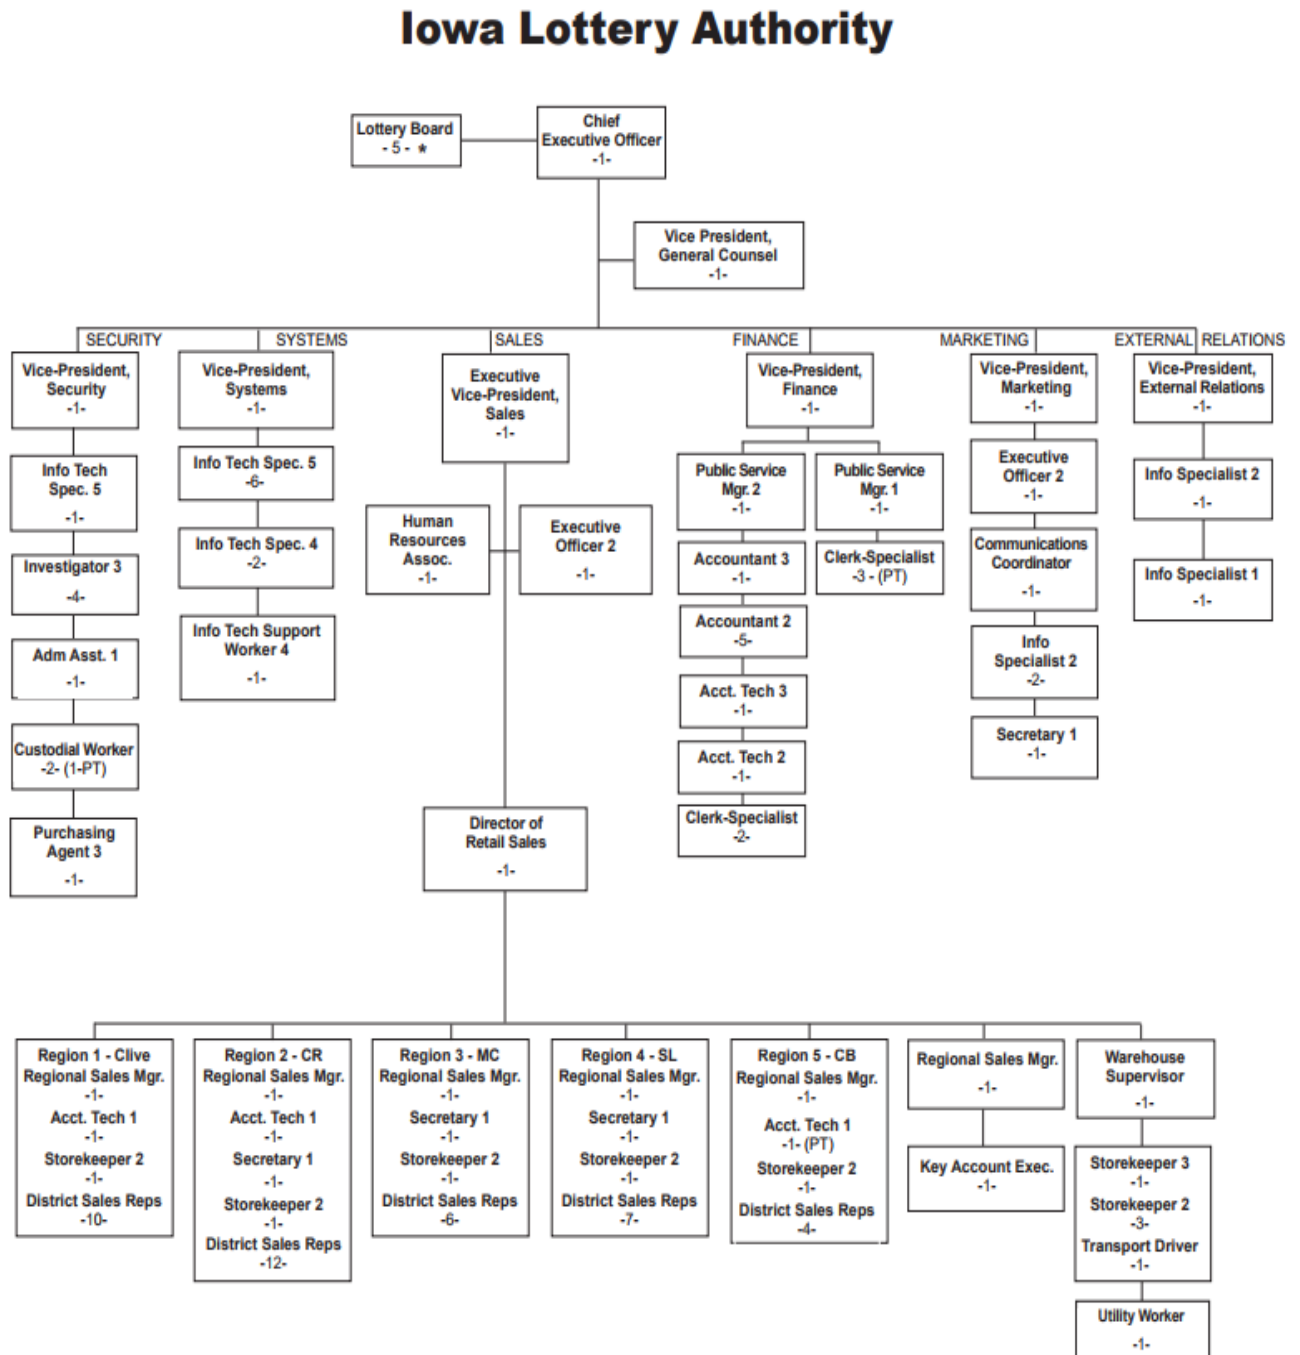 Iowa Lottery Authority
Lottery Board
- 5 - *
Chief
Executive Officer
-1-
Vice President,
General Counsel
-1-
SECURITY
SYSTEMS
SALES
FINANCE
MARKETING
EXTERNAL RELATIONS
Vice-President,
Security
-1-
Info Tech
Spec. 5
-1-
Investigator 3
-4-
Adm Asst. 1
-1-
Custodial Worker
-2- (1-PT)
Purchasing
Agent 3
-1-
Vice-President,
Systems
-1-
Info Tech Spec. 5
-6-
Info Tech Spec. 4
-2-
Info Tech Support
Worker 4
-1-
Executive
Vice-President,
Sales
-1-
Human
Resources
Assoc.
-1-
Executive
Officer 2
-1-
Director of
Retail Sales
-1-
Vice-President,
Finance
-1-
Public Service
Mgr. 2
-1-
Accountant 3
-1-
Accountant 2
-5-
Acct. Tech 3
-1-
Acct. Tech 2
-1-
Clerk-Specialist
-2-
Public Service
Mgr. 1
-1-
Clerk-Specialist
-3 - (PT)
Vice-President,
Marketing
-1-
Executive
Officer 2
-1-
Communications
Coordinator
-1-
Info
Specialist 2
-2-
Secretary 1
-1-
Vice-President,
External Relations
-1-
Info Specialist 2
-1-
Info Specialist 1
-1-
Region 1 - Clive
Regional Sales Mgr.
-1-
Acct. Tech 1
-1-
Storekeeper 2
-1-
District Sales Reps
-10-
Region 2 - CR
Regional Sales Mgr.
-1-
Acct. Tech 1
-1-
Secretary 1
-1-
Storekeeper 2
-1-
District Sales Reps
-12-
Region 3 - MC
Regional Sales Mgr.
-1-
Secretary 1
-1-
Storekeeper 2
-1-
District Sales Reps
-6-
Region 4 - SL
Regional Sales Mgr.
-1-
Secretary 1
-1-
Storekeeper 2
-1-
District Sales Reps
-7-
Region 5 - CB
Regional Sales Mgr.
-1-
Acct. Tech 1
-1- (PT)
Storekeeper 2
-1-
District Sales Reps
-4-
Regional Sales Mgr.
-1-
Key Account Exec.
-1-
Warehouse
Supervisor
-1-
Storekeeper 3
-1-
Storekeeper 2
-3-
Transport Driver
-1-
Utility Worker
-1-